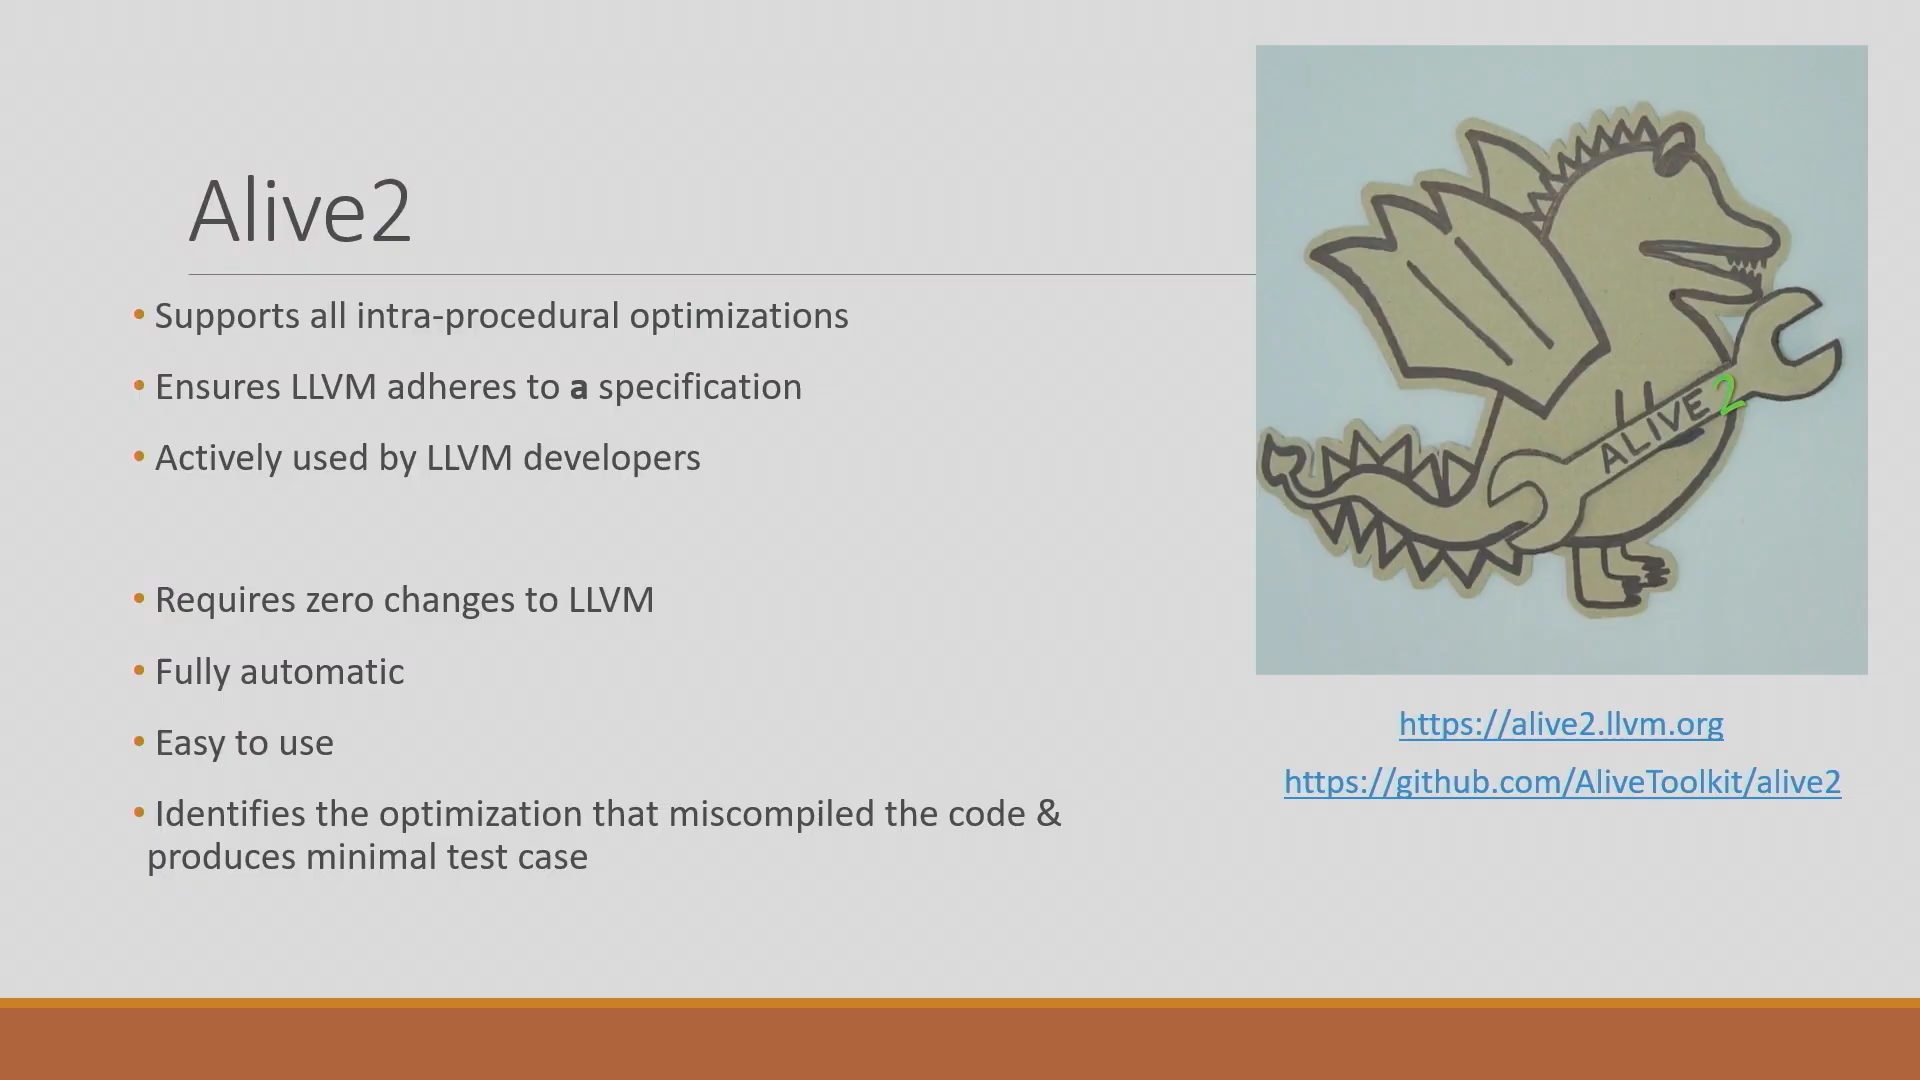 Alive2
• Supports all intra-procedural optimizations
• Ensures LLVM adheres to a specification
• Actively used by LLVM developers
• Requires zero changes to LLVM
• Fully automatic
• Easy to use
• Identifies the optimization that miscompiled the code &
produces minimal test case
ALIVE2
https://alive2.llvm.org
https://github.com/AliveToolkit/alive2